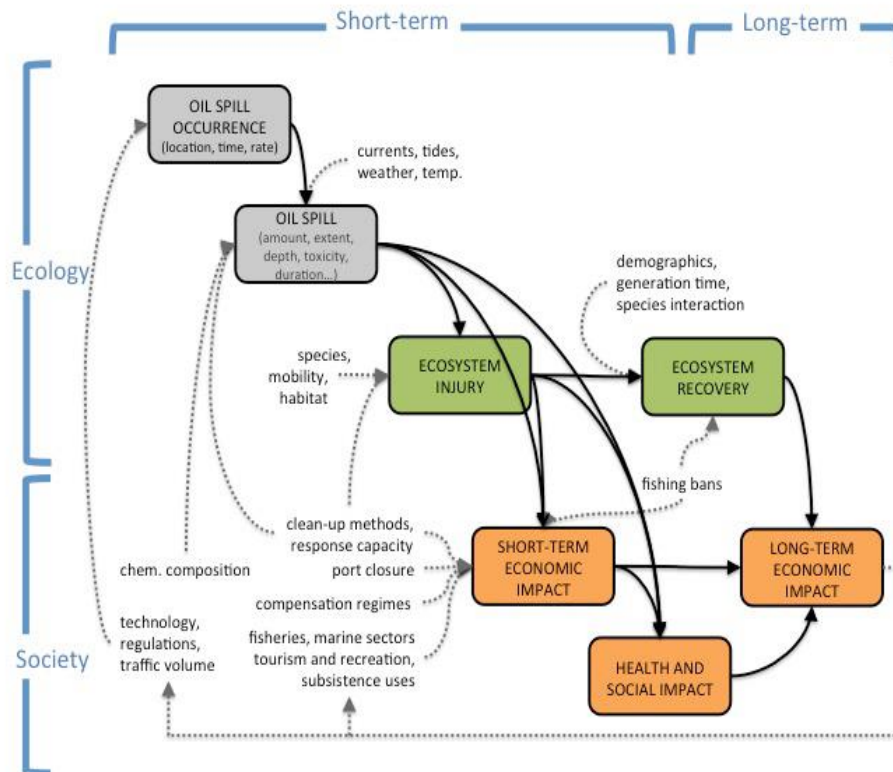 Short-term
Long-term
OIL SPILL
OCCURRENCE
(location, time, rate)
currents, tides,
weather, temp.
OIL SPILL
(amount, extent,
depth, toxicity,
duration...)
Ecology
demographics,
generation time,
species interaction
species,
mobility,
habitat
ECOSYSTEM
INJURY
ECOSYSTEM
RECOVERY
fishing bans
clean-up methods,
response capacity
chem. composition
port closure
SHORT-TERM
ECONOMIC
IMPACT
LONG-TERM
ECONOMIC
IMPACT
compensation regimes
technology,
regulations,
traffic volume
fisheries, marine sectors
tourism and recreation,
subsistence uses
Society
HEALTH AND
SOCIAL IMPACT